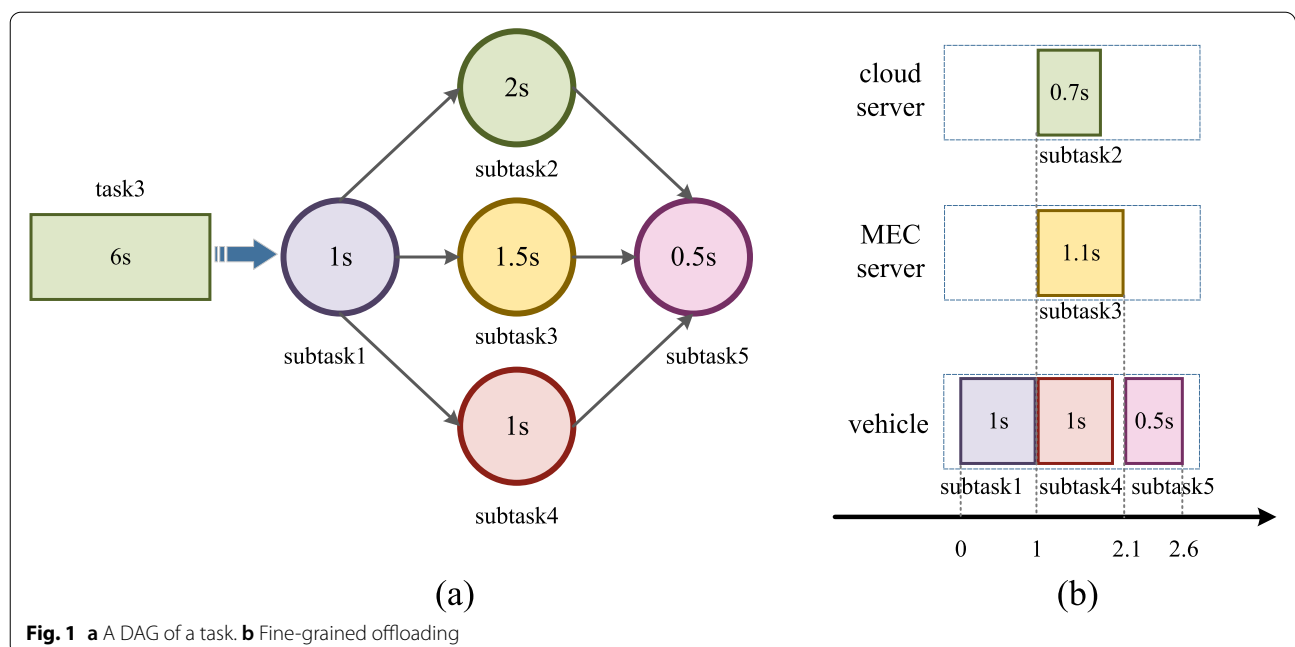 task3
6s
1s
subtask1
2s
subtask2
1.5s
subtask3
1s
subtask4
0.5s
subtask5
(a)
cloud
server
0.7s
subtask2
MEC
server
1.1s
subtask3
vehicle
1s
1s
0.5s
subtask1
subtask4
subtask5
0
1
2.1
2.6
(b)
Fig. 1 a A DAG of a task. b Fine-grained offloading